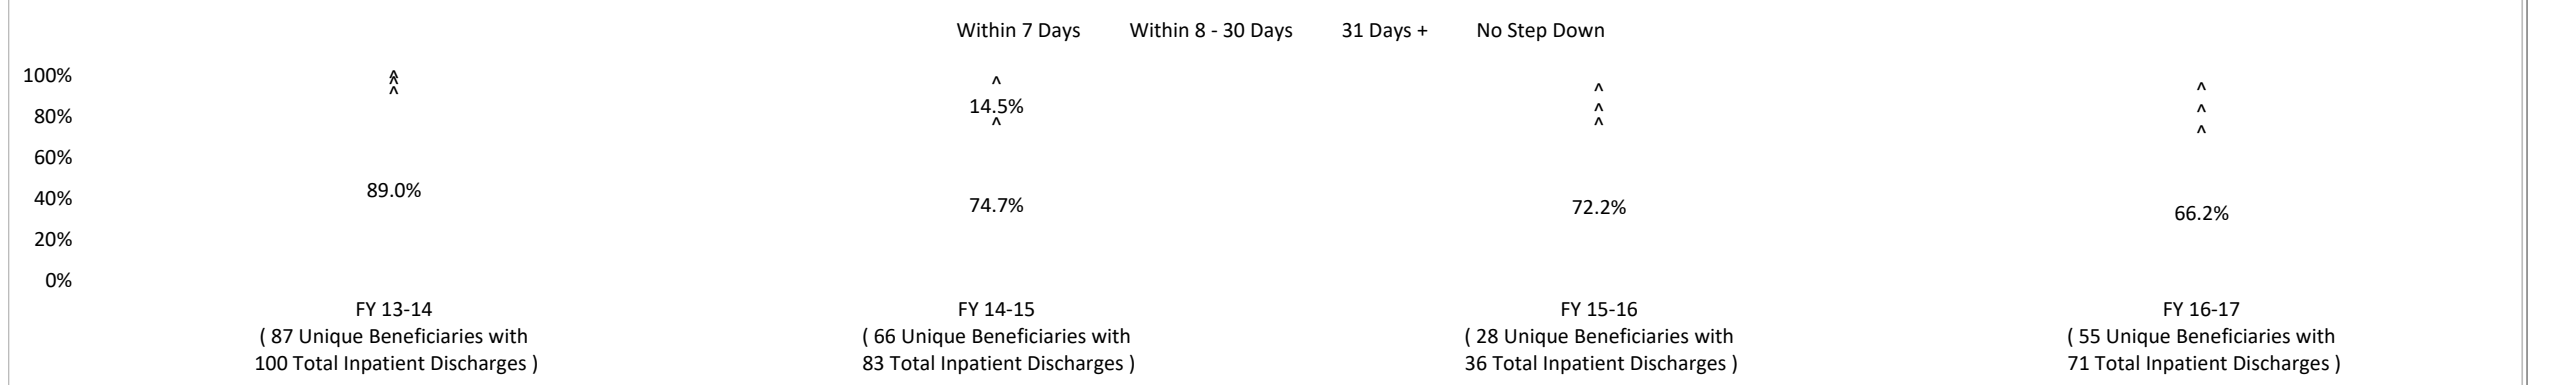 Within 7 Days Within 8 - 30 Days 31 Days + No Step Down
100%
80%
60%
40%
20%
0%
^
^
^
89.0%
^
14.5%
^
74.7%
^
^
^
72.2%
^
^
^
66.2%
FY 13-14
( 87 Unique Beneficiaries with
100 Total Inpatient Discharges )
FY 14-15
( 66 Unique Beneficiaries with
83 Total Inpatient Discharges )
FY 15-16
( 28 Unique Beneficiaries with
36 Total Inpatient Discharges )
FY 16-17
( 55 Unique Beneficiaries with
71 Total Inpatient Discharges )